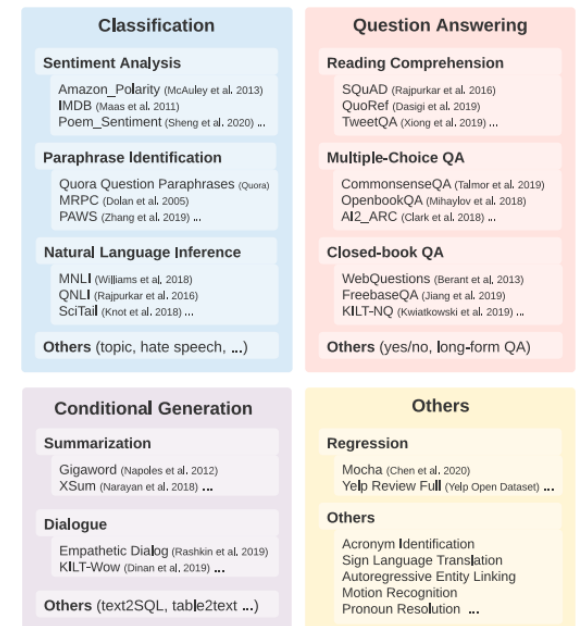 Classification
Sentiment Analysis
Amazon_Polarity (McAuley et al. 2013)
IMDB (Maas et al. 2011)
Poem_Sentiment (Sheng et al. 2020) ...
Paraphrase Identification
Quora Question Paraphrases (Quora)
MRPC (Dolan et al. 2005)
PAWS (Zhang et al. 2019) ...
Natural Language Inference
MNLI (Williams et al. 2018)
QNLI (Rajpurkar et al. 2016)
SciTail (Knot et al. 2018) ...
Others (topic, hate speech, ...)
Question Answering
Reading Comprehension
SQuAD (Rajpurkar et al. 2016)
QuoRef (Dasigi et al. 2019)
TweetQA (Xiong et al. 2019) ...
Multiple-Choice QA
CommonsenseQA (Talmor et al. 2019)
OpenbookQA (Mihaylov et al. 2018)
AI2_ARC (Clark et al. 2018) ...
Closed-book QA
WebQuestions (Berant et al, 2013)
FreebaseQA (Jiang et al. 2019)
KILT-NQ (Kwiatkowski et al. 2019) ...
Others (yes/no, long-form QA)
Conditional Generation
Summarization
Gigaword (Napoles et al. 2012)
XSum (Narayan et al. 2018) ...
Dialogue
Empathetic Dialog (Rashkin et al. 2019)
KILT-Wow (Dinan et al. 2019) ...
Others (text2SQL, table2text ...)
Others
Regression
Mocha (Chen et al. 2020)
Yelp Review Full (Yelp Open Dataset) ...
Others
Acronym Identification
Sign Language Translation
Autoregressive Entity Linking
Motion Recognition
Pronoun Resolution ...